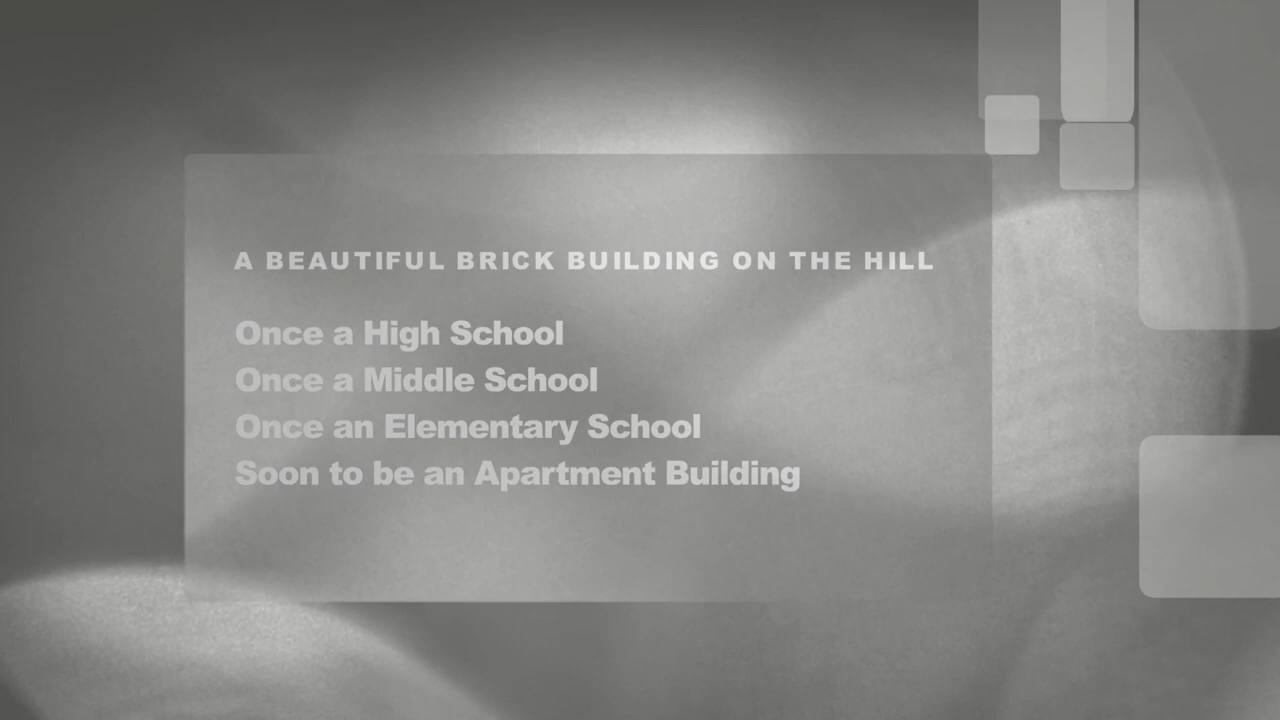 A BEAUTIFUL BRICK BUILDING ON THE HILL
Once a High School
Once a Middle School
Once an Elementary School
Soon to be an Apartment Building